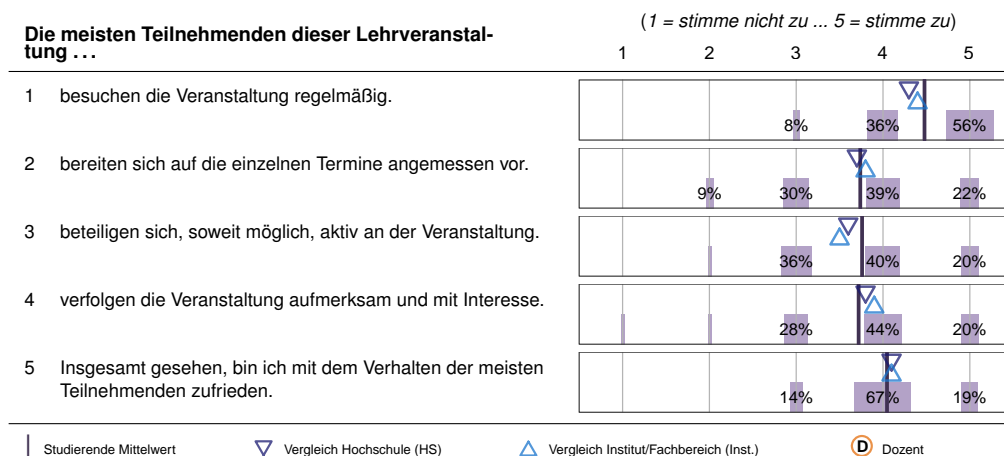 (1 = stimme nicht zu ... 5 = stimme zu)
Die meisten Teilnehmenden dieser Lehrveranstal-
tung ...
1 2 3 4 5
1 besuchen die Veranstaltung regelmäßig.
8% 36% 56%
2 bereiten sich auf die einzelnen Termine angemessen vor.
9% 30% 39% 22%
3 beteiligen sich, soweit möglich, aktiv an der Veranstaltung.
36% 40% 20%
4 verfolgen die Veranstaltung aufmerksam und mit Interesse.
28% 44% 20%
5 Insgesamt gesehen, bin ich mit dem Verhalten der meisten
Teilnehmenden zufrieden.
14% 67% 19%
Studierende Mittelwert Vergleich Hochschule (HS) Vergleich Institut/Fachbereich (Inst.) D Dozent